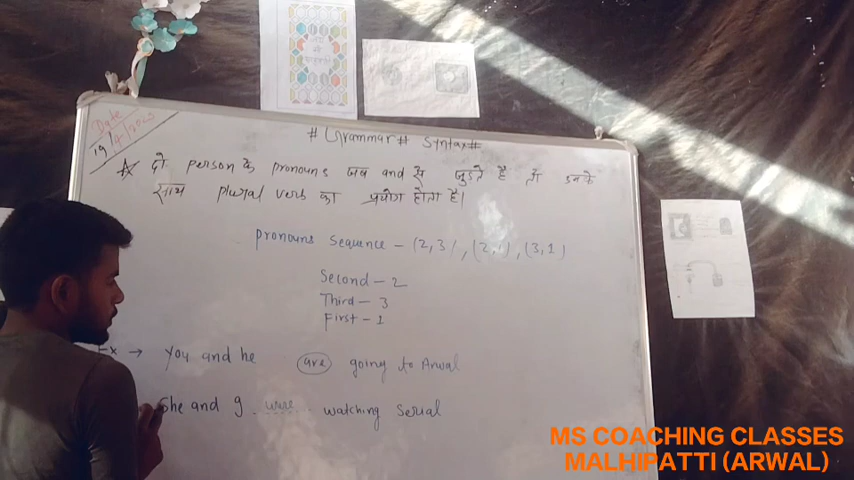 Date
19/4/2023
# Grammar # Syntax #
दो person के pronouns जब and से जुड़ते है तो उनके
साथ plural verb का प्रयोग होता है।
Pronouns Sequence – (2,3), (2,1), (3,1)
Second – 2
Third – 3
First – 1
Ex → You and he are going to Arwal
She and I were watching Serial
MS COACHING CLASSES
MALHIPATTI (ARWAL)